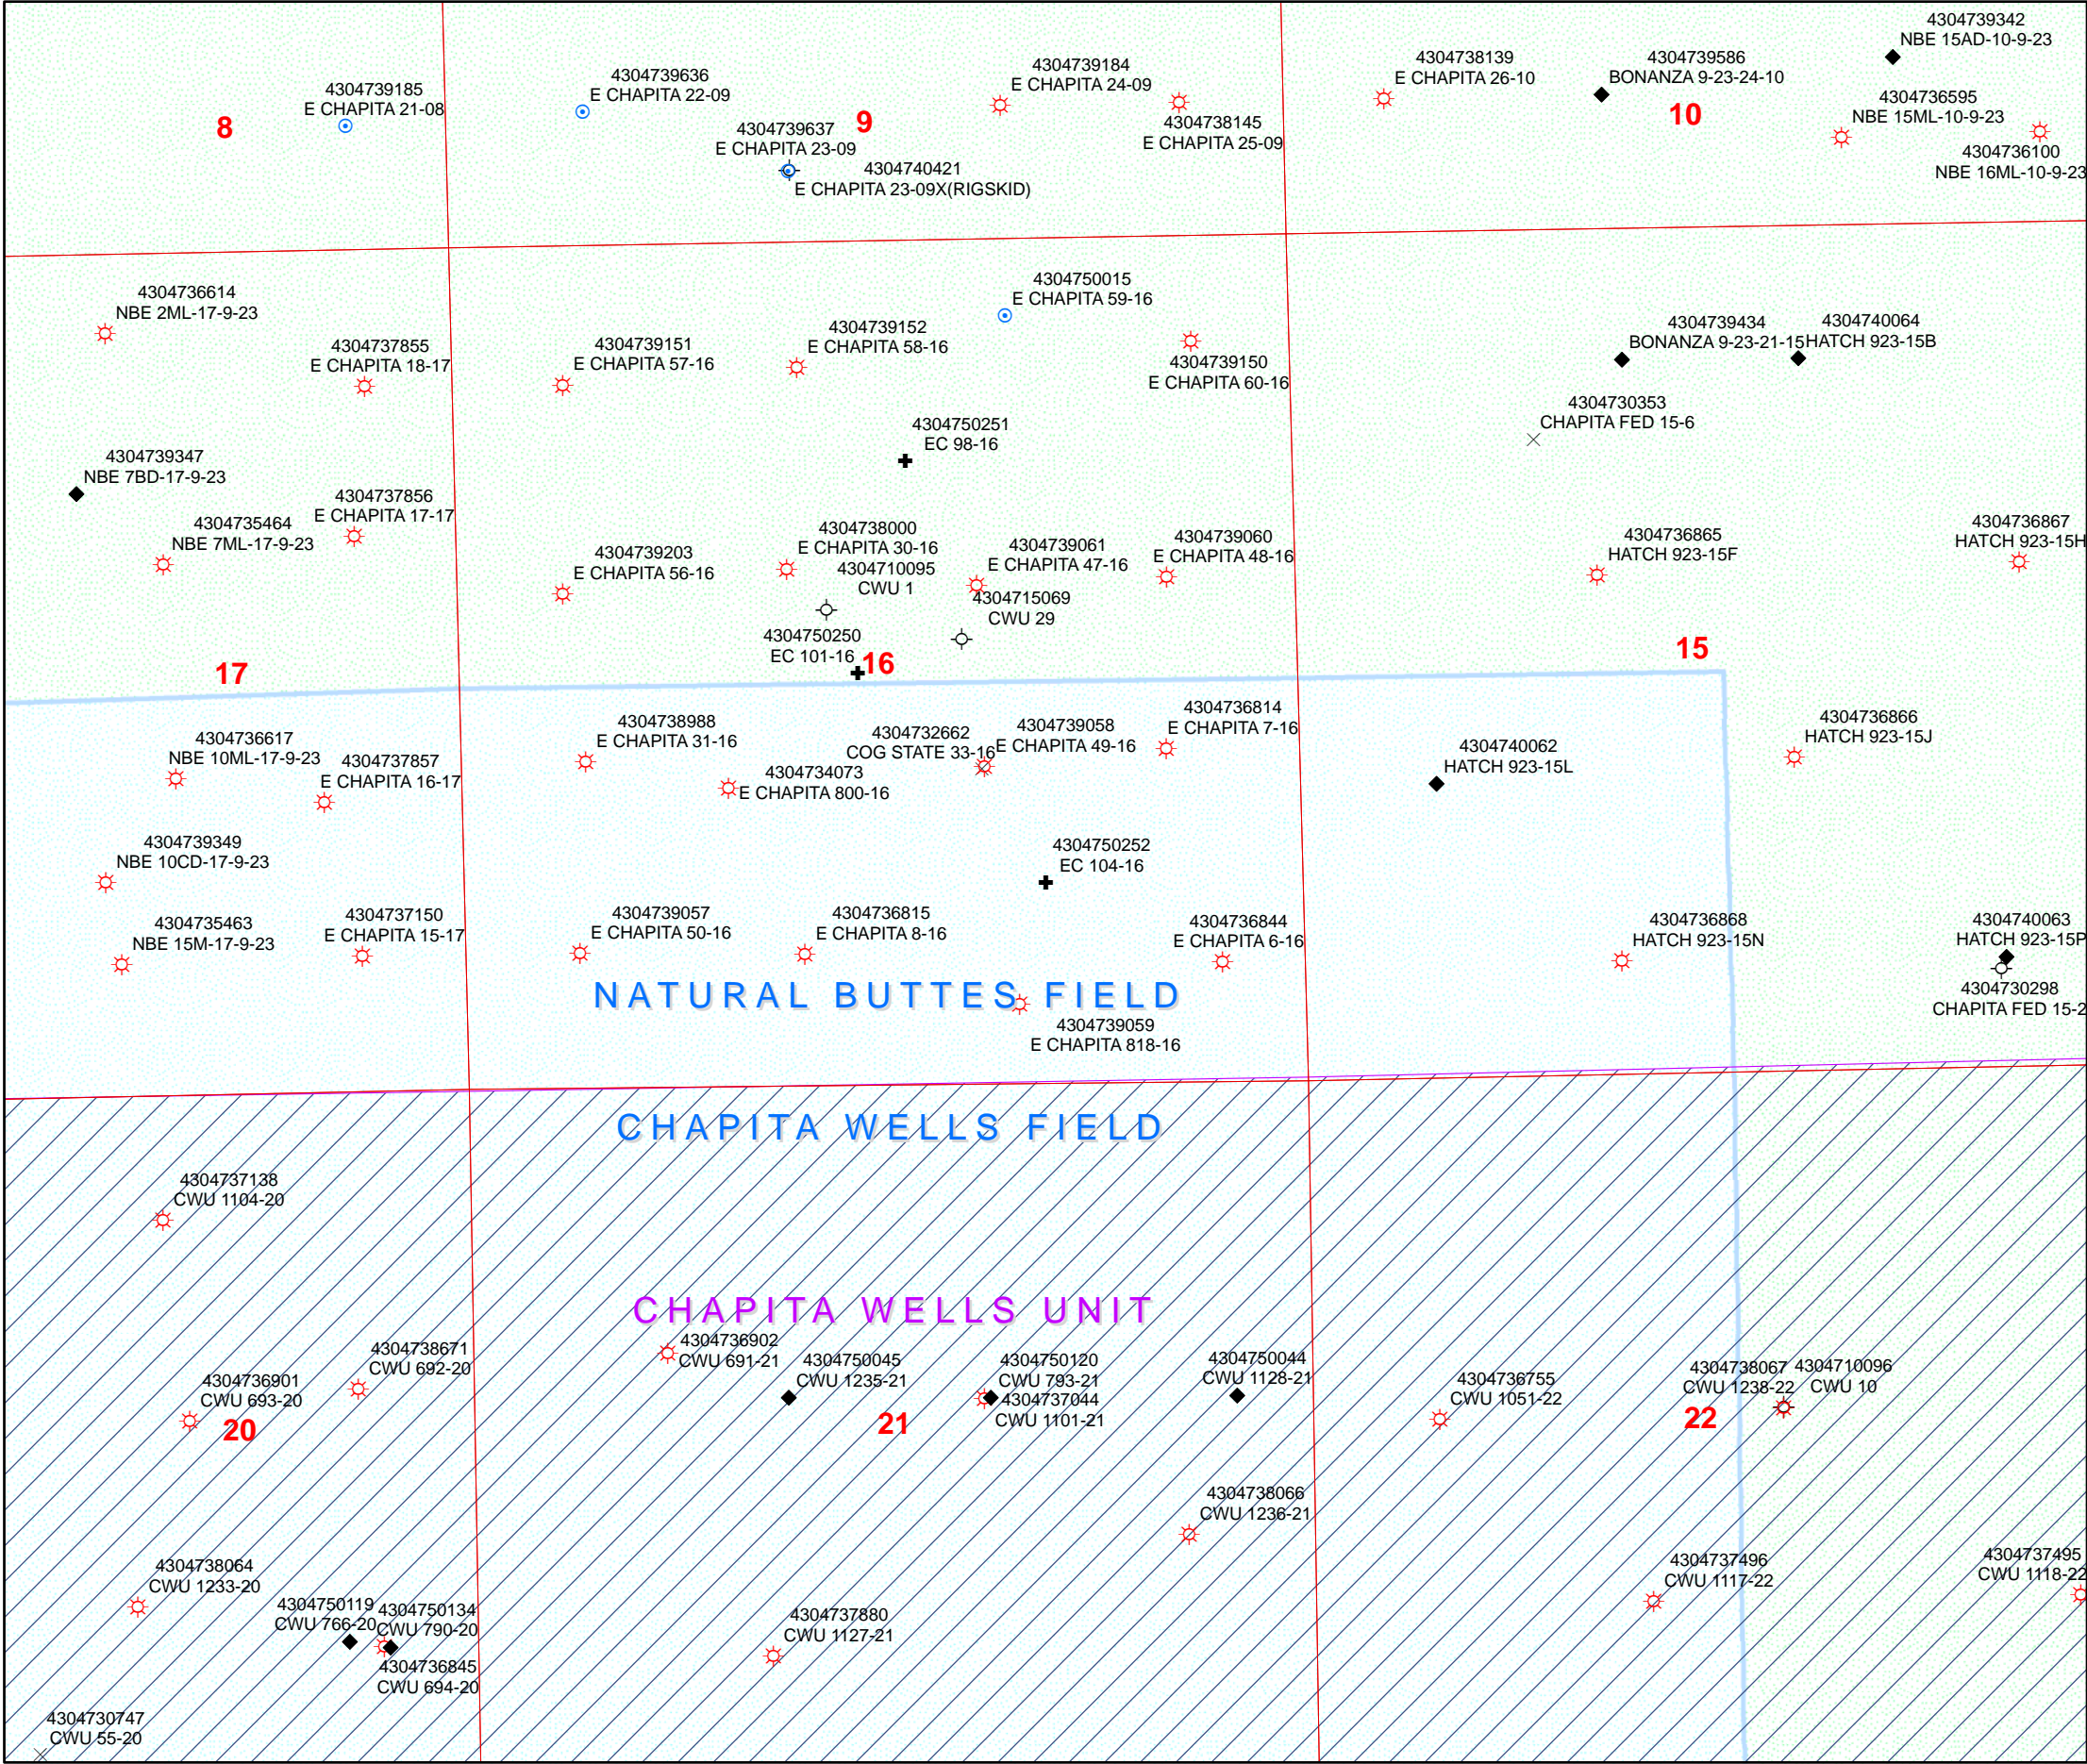 4304739342
NBE 15AD-10-9-23
4304739185
E CHAPITA 21-08
4304739636
E CHAPITA 22-09
4304739184
E CHAPITA 24-09
4304738139
E CHAPITA 26-10
4304739586
BONANZA 9-23-24-10
4304736595
NBE 15ML-10-9-23
8
4304739637
E CHAPITA 23-09
9
4304738145
E CHAPITA 25-09
10
4304736100
NBE 16ML-10-9-23
4304740421
E CHAPITA 23-09X(RIGSKID)
4304736614
NBE 2ML-17-9-23
4304737855
E CHAPITA 18-17
4304739151
E CHAPITA 57-16
4304739152
E CHAPITA 58-16
4304750015
E CHAPITA 59-16
4304739150
E CHAPITA 60-16
4304739434
BONANZA 9-23-21-15
4304740064
HATCH 923-15B
4304730353
CHAPITA FED 15-6
4304750251
EC 98-16
4304739347
NBE 7BD-17-9-23
4304737856
E CHAPITA 17-17
4304735464
NBE 7ML-17-9-23
4304739203
E CHAPITA 56-16
4304738000
E CHAPITA 30-16
4304710095
CWU 1
4304739061
E CHAPITA 47-16
4304739060
E CHAPITA 48-16
4304736865
HATCH 923-15F
4304736867
HATCH 923-15H
4304715069
CWU 29
4304750250
EC 101-16
17
16
15
4304736617
NBE 10ML-17-9-23
4304737857
E CHAPITA 16-17
4304738988
E CHAPITA 31-16
4304734073
E CHAPITA 800-16
4304732662
COG STATE 33-16
4304739058
E CHAPITA 49-16
4304736814
E CHAPITA 7-16
4304740062
HATCH 923-15L
4304736866
HATCH 923-15J
4304739349
NBE 10CD-17-9-23
4304750252
EC 104-16
4304735463
NBE 15M-17-9-23
4304737150
E CHAPITA 15-17
4304739057
E CHAPITA 50-16
4304736815
E CHAPITA 8-16
4304736844
E CHAPITA 6-16
4304736868
HATCH 923-15N
4304740063
HATCH 923-15P
4304730298
CHAPITA FED 15-2
NATURAL BUTTES FIELD
4304739059
E CHAPITA 818-16
CHAPITA WELLS FIELD
4304737138
CWU 1104-20
CHAPITA WELLS UNIT
4304736901
CWU 693-20
4304738671
CWU 692-20
4304736902
CWU 691-21
4304750045
CWU 1235-21
4304750120
CWU 793-21
4304737044
CWU 1101-21
4304750044
CWU 1128-21
4304736755
CWU 1051-22
4304738067
CWU 1238-22
4304710096
CWU 10
20
21
22
4304738066
CWU 1236-21
4304738064
CWU 1233-20
4304750119
CWU 766-20
4304750134
CWU 790-20
4304736845
CWU 694-20
4304737880
CWU 1127-21
4304737496
CWU 1117-22
4304737495
CWU 1118-22
4304730747
CWU 55-20